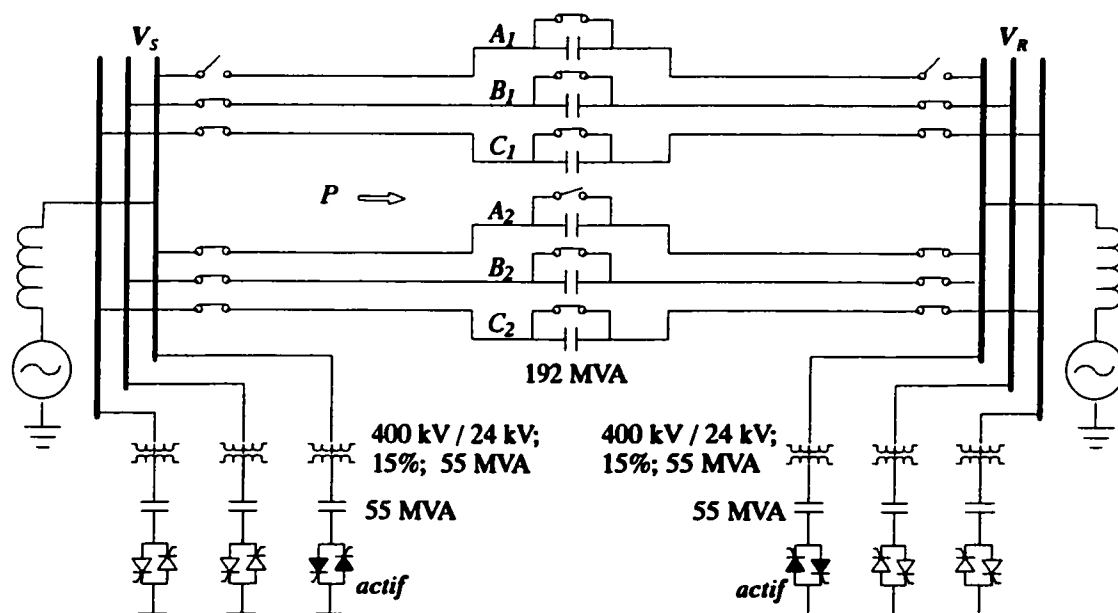 V_S
V_R
A_1
B_1
C_1
P
A_2
B_2
C_2
192 MVA
400 kV / 24 kV;
15%; 55 MVA
400 kV / 24 kV;
15%; 55 MVA
55 MVA
55 MVA
actif
actif